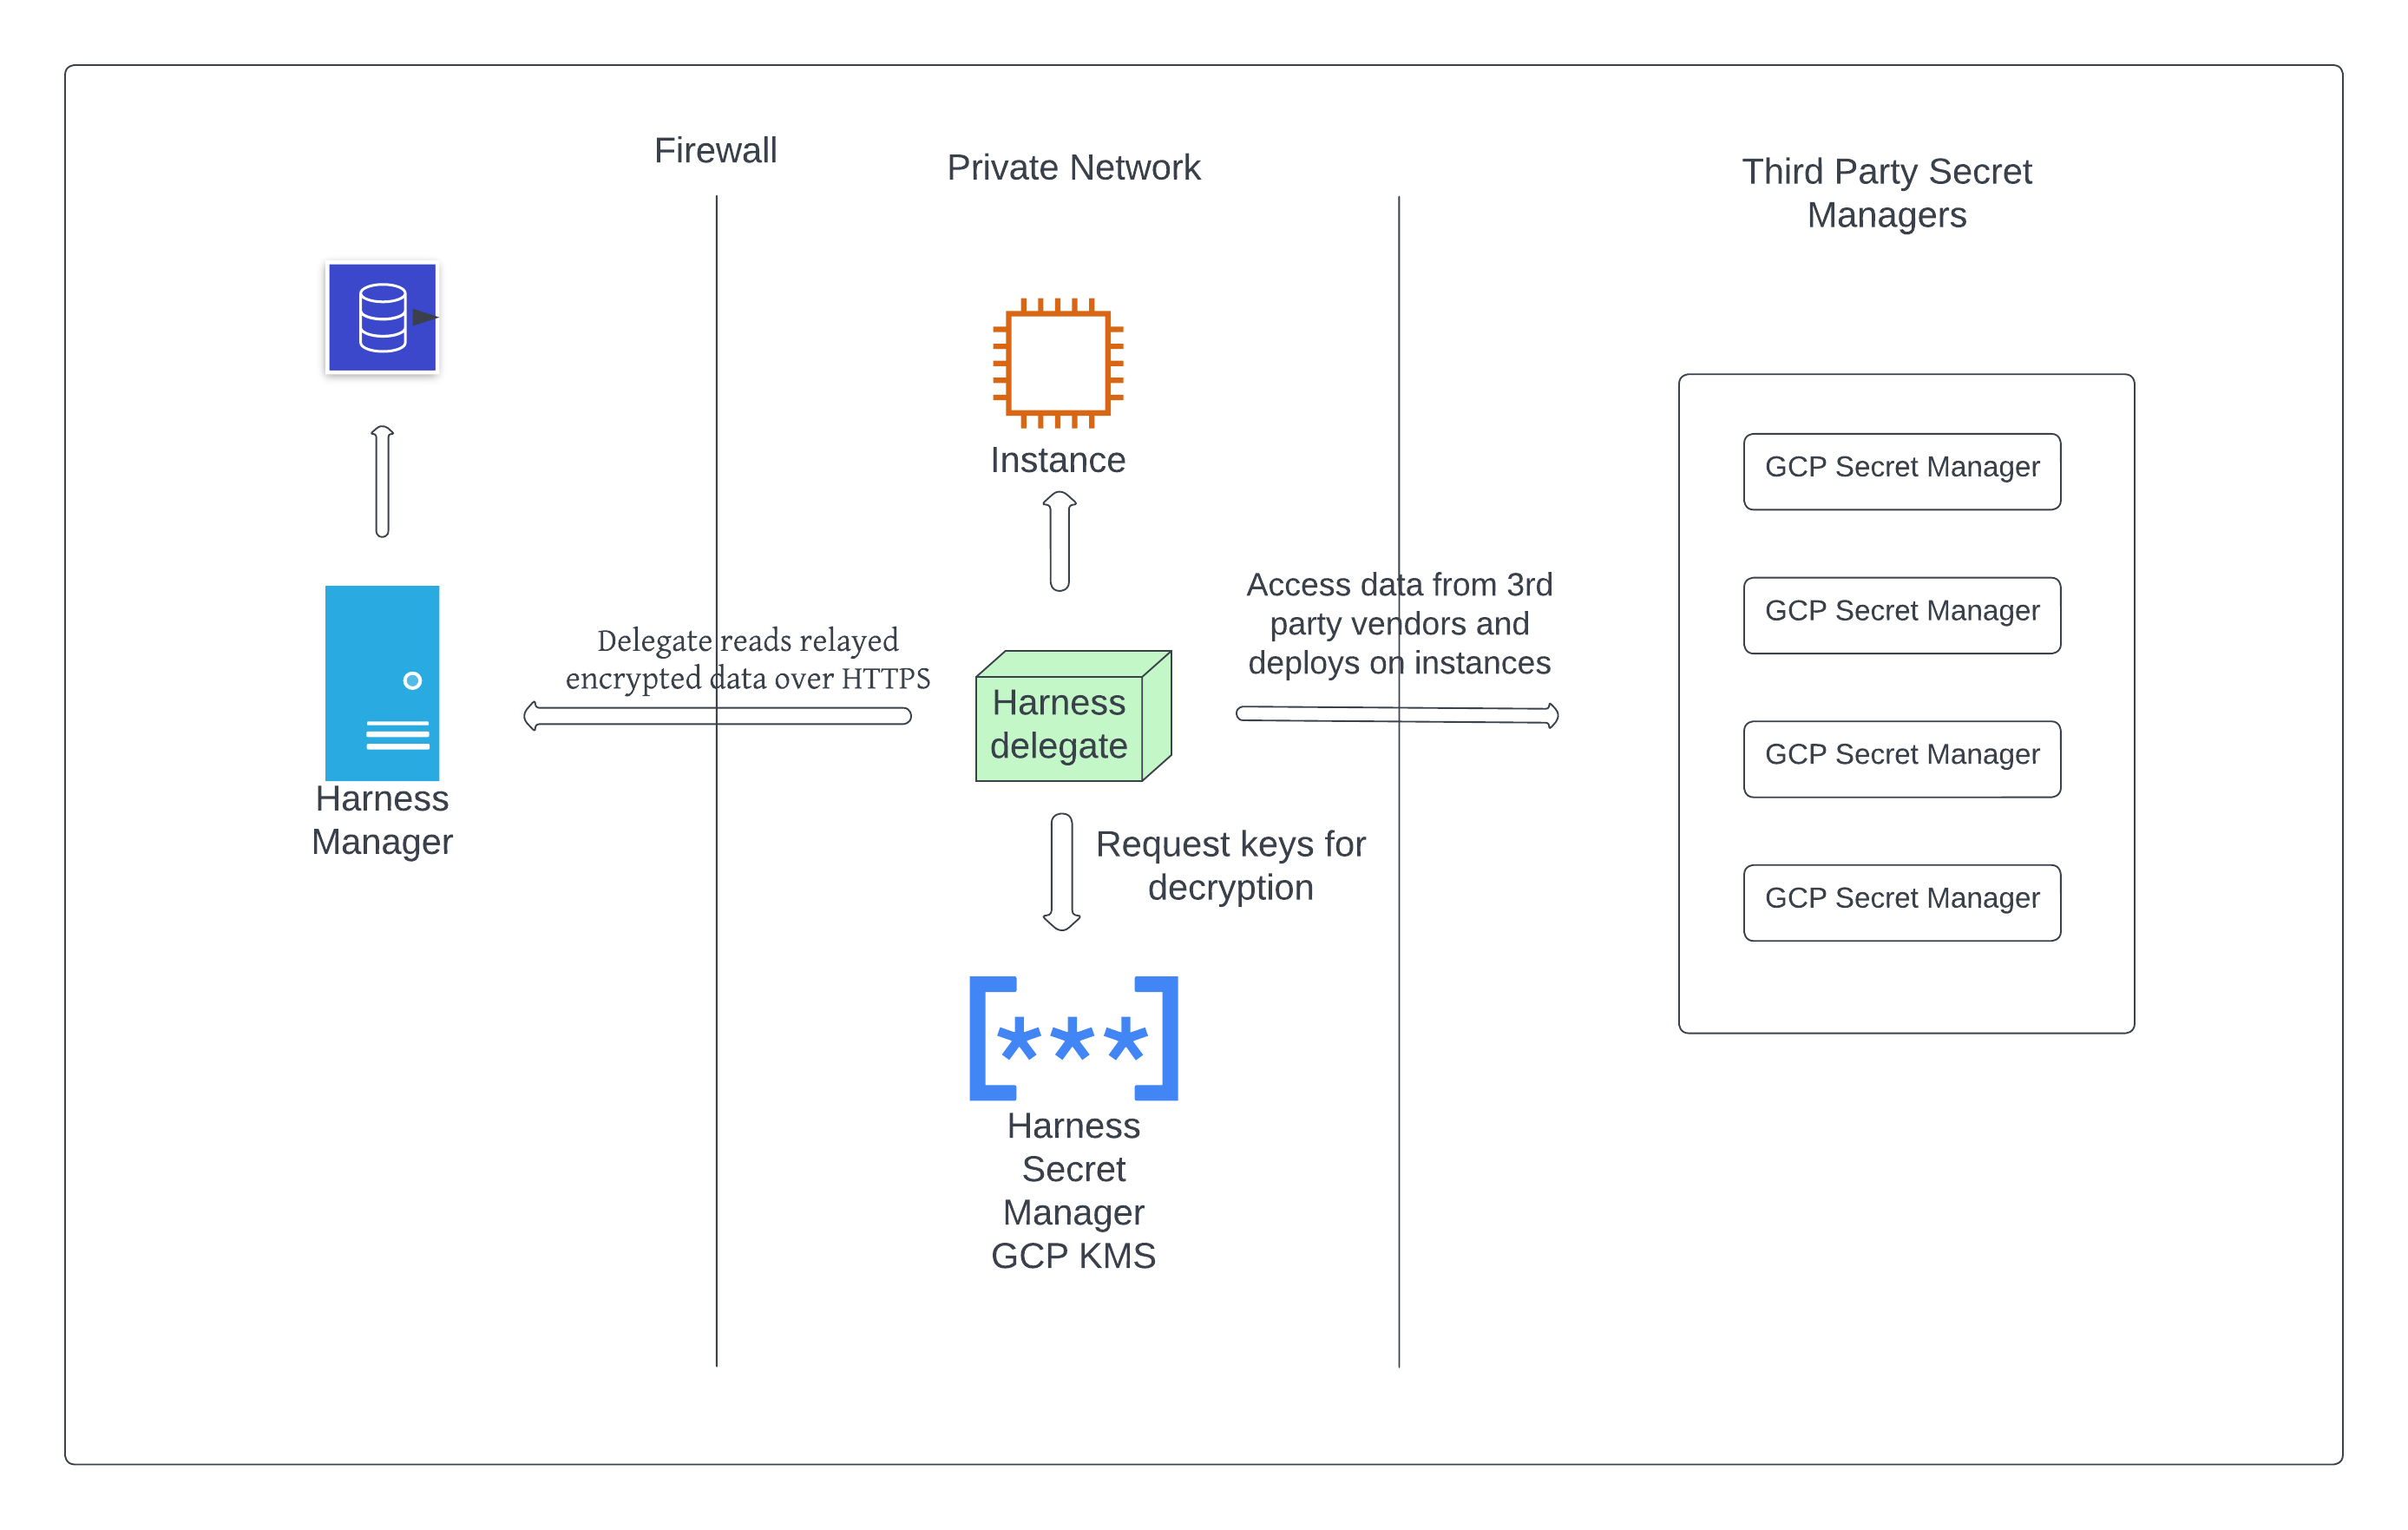 Firewall
Private Network
Third Party Secret
Managers
Instance
GCP Secret Manager
GCP Secret Manager
GCP Secret Manager
GCP Secret Manager
Delegate reads relayed
encrypted data over HTTPS
Access data from 3rd
party vendors and
deploys on instances
Harness
delegate
Harness
Manager
Request keys for
decryption
[***]
Harness
Secret
Manager
GCP KMS